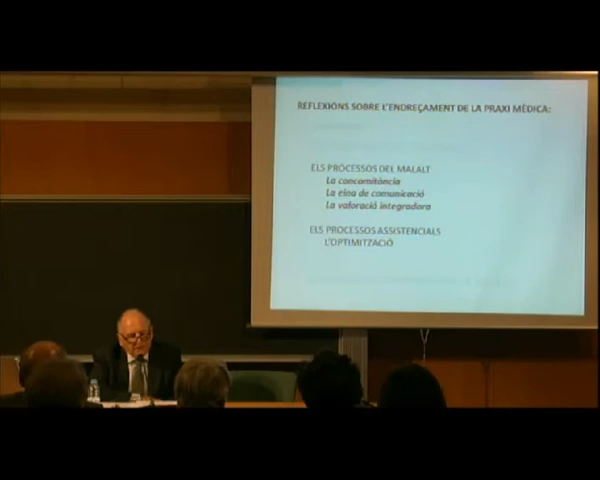 REFLEXIONS SOBRE L'ENDREÇAMENT DE LA PRAXI MÈDICA:
ELS PROCESSOS DEL MALALT
La concomitància
La eina de comunicació
La valoració integradora
ELS PROCESSOS ASSISTENCIALS
L'OPTIMITZACIÓ